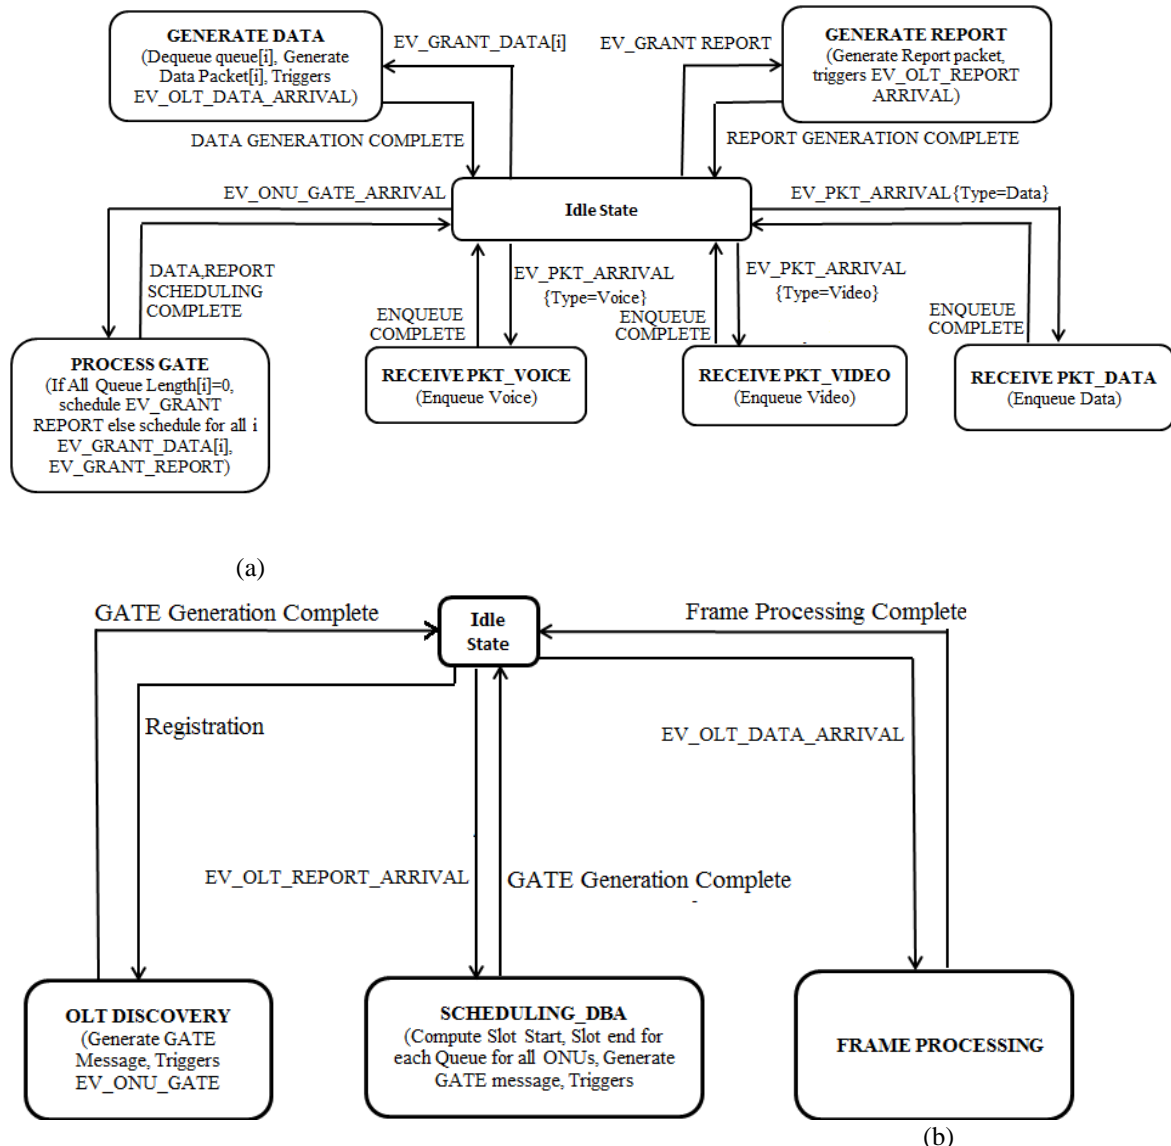 GENERATE DATA
(Dequeue queue[i], Generate
Data Packet[i], Triggers
EV_OLT_DATA_ARRIVAL)
EV_GRANT_DATA[i]
EV_GRANT REPORT
GENERATE REPORT
(Generate Report packet,
triggers EV_OLT_REPORT
ARRIVAL)
DATA GENERATION COMPLETE
REPORT GENERATION COMPLETE
EV_ONU_GATE_ARRIVAL
Idle State
EV_PKT_ARRIVAL{Type=Data}
DATA,REPORT
SCHEDULING
COMPLETE
EV_PKT_ARRIVAL
{Type=Voice}
EV_PKT_ARRIVAL
{Type=Video}
ENQUEUE
COMPLETE
ENQUEUE
COMPLETE
ENQUEUE
COMPLETE
PROCESS GATE
(If All Queue Length[i]=0,
schedule EV_GRANT
REPORT else schedule for all i
EV_GRANT_DATA[i],
EV_GRANT_REPORT)
RECEIVE PKT_VOICE
(Enqueue Voice)
RECEIVE PKT_VIDEO
(Enqueue Video)
RECEIVE PKT_DATA
(Enqueue Data)
(a)
GATE Generation Complete
Idle
State
Frame Processing Complete
Registration
EV_OLT_DATA_ARRIVAL
EV_OLT_REPORT_ARRIVAL
GATE Generation Complete
OLT DISCOVERY
(Generate GATE
Message, Triggers
EV_ONU_GATE
SCHEDULING_DBA
(Compute Slot Start, Slot end for
each Queue for all ONUs, Generate
GATE message, Triggers
FRAME PROCESSING
(b)